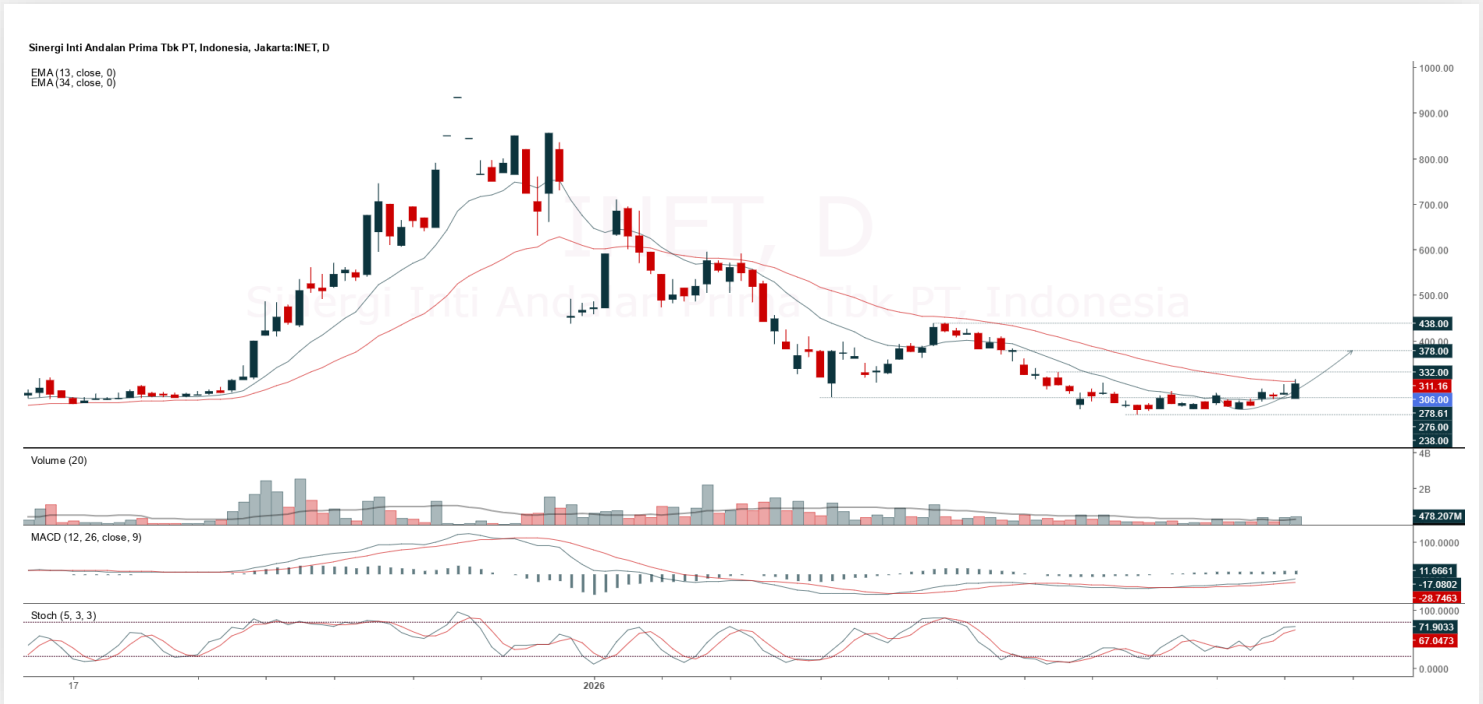 Sinergi Inti Andalan Prima Tbk PT, Indonesia, Jakarta:INET, D
EMA (13, close, 0)
EMA (34, close, 0)
INET, D
Sinergi Inti Andalan Prima Tbk PT, Indonesia
1000.00
900.00
800.00
700.00
600.00
500.00
438.00
400.00
378.00
332.00
311.16
306.00
278.61
276.00
238.00
Volume (20)
4B
2B
478.207M
MACD (12, 26, close, 9)
100.0000
11.6661
-17.0802
-28.7463
Stoch (5, 3, 3)
100.0000
71.9033
67.0473
0.0000
17
2026